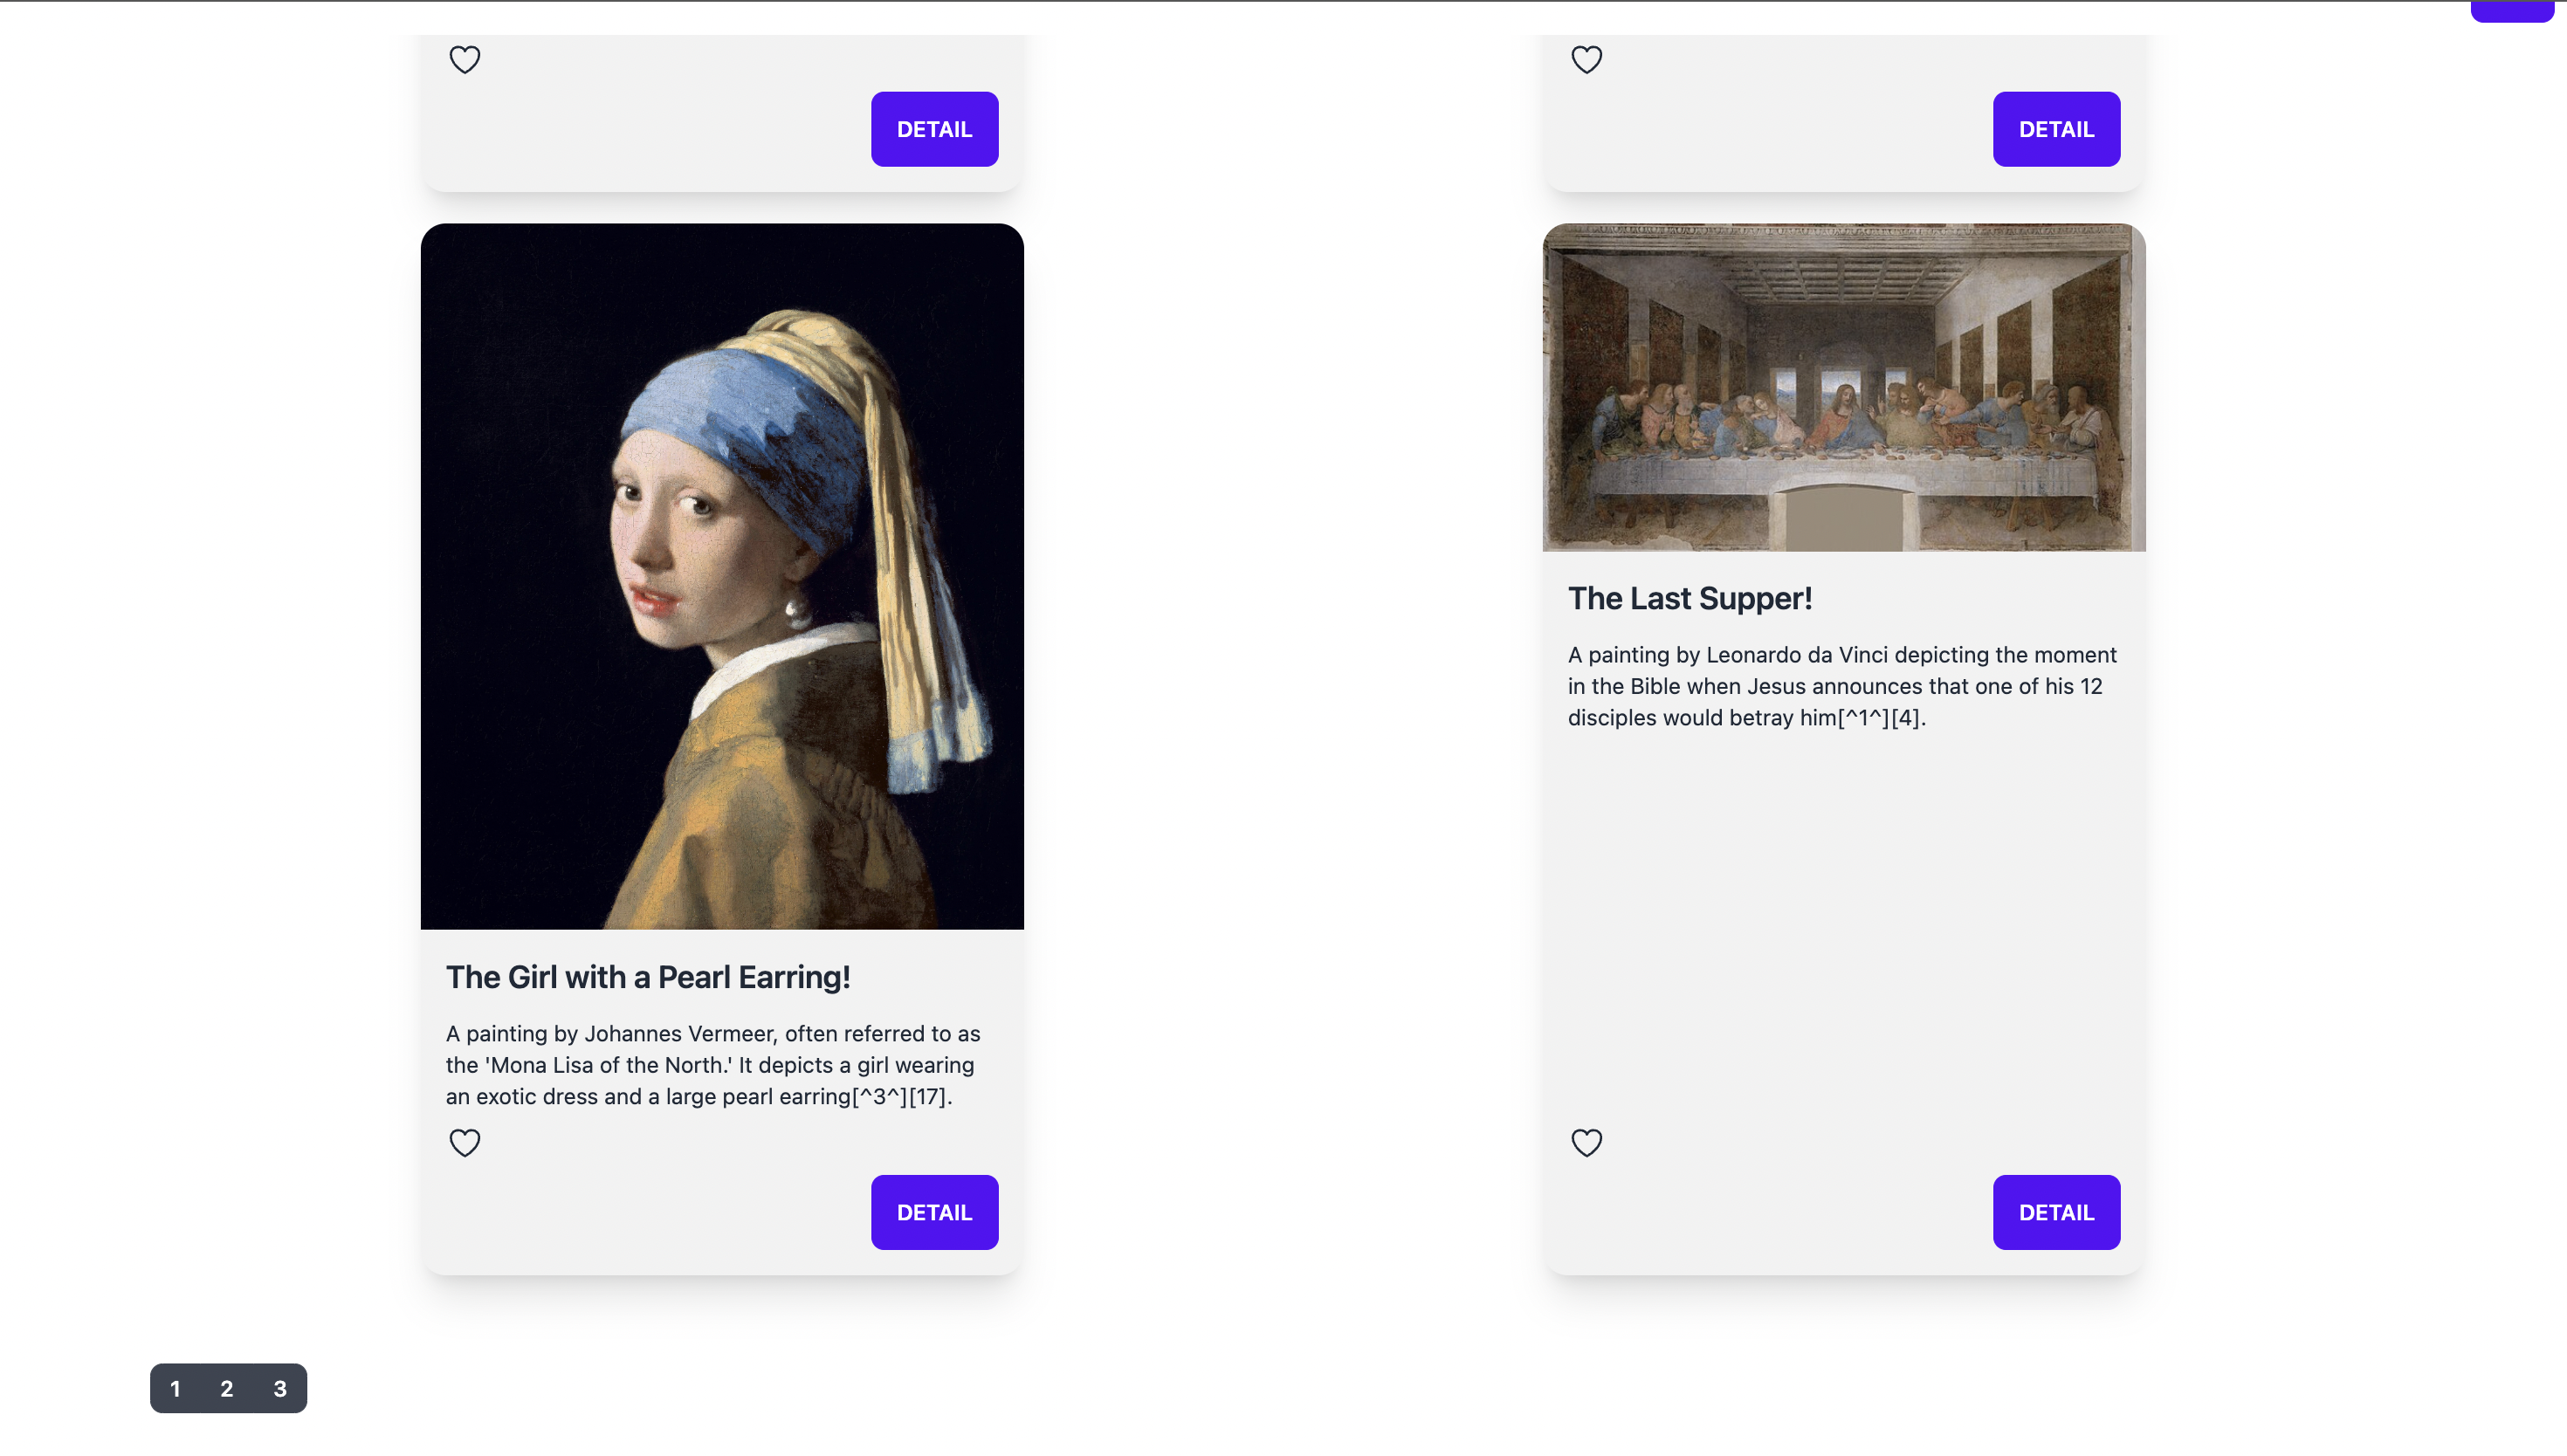 DETAIL
DETAIL
The Girl with a Pearl Earring!
A painting by Johannes Vermeer, often referred to as
the 'Mona Lisa of the North.' It depicts a girl wearing
an exotic dress and a large pearl earring[^3^][17].
DETAIL
The Last Supper!
A painting by Leonardo da Vinci depicting the moment
in the Bible when Jesus announces that one of his 12
disciples would betray him[^1^][4].
DETAIL
1 2 3